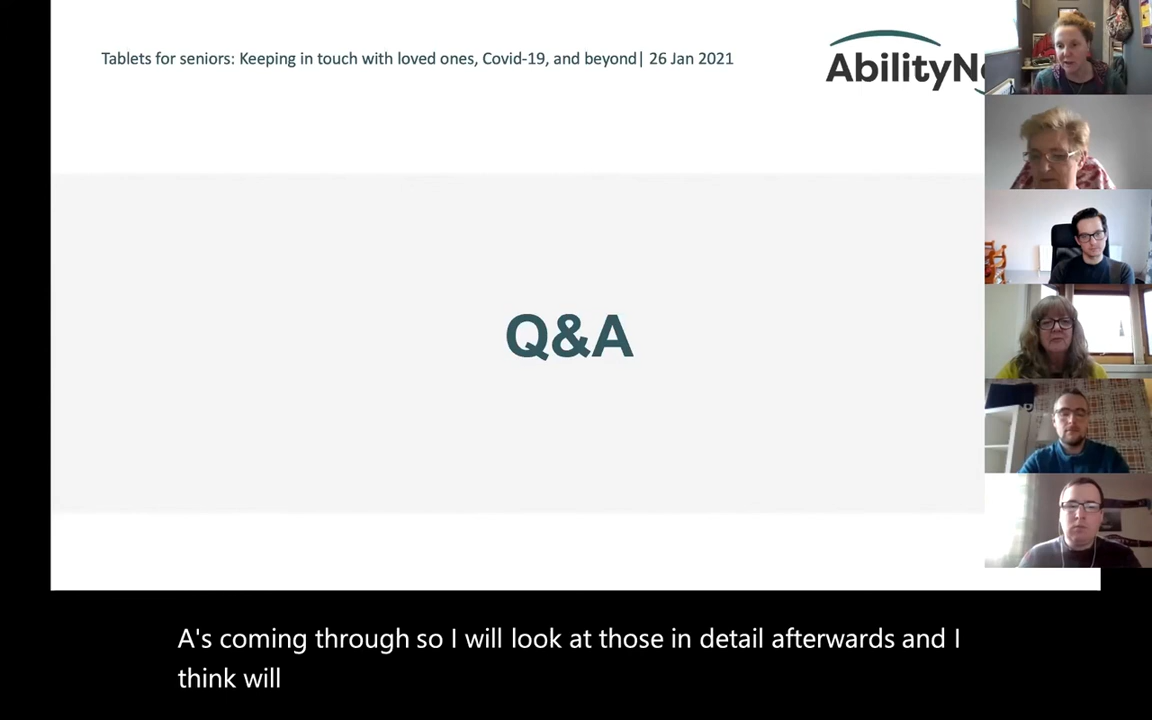 Tablets for seniors: Keeping in touch with loved ones, Covid-19, and beyond| 26 Jan 2021
AbilityN
Q&A
A's coming through so I will look at those in detail afterwards and I
think will